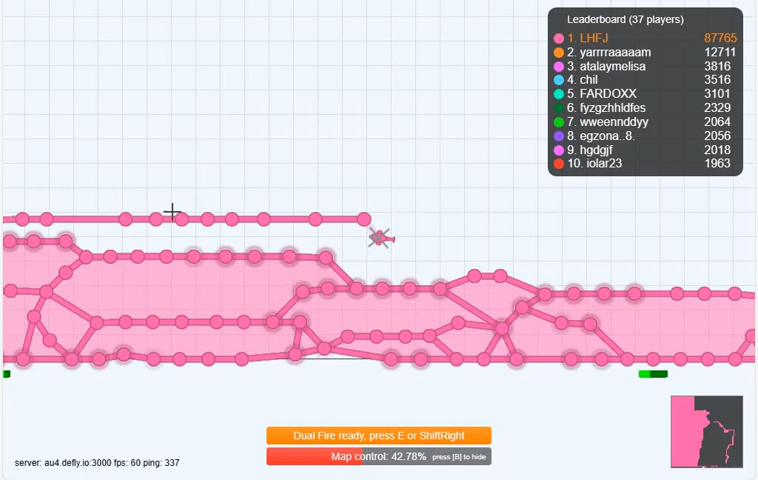 Leaderboard (37 players)
1. LHFJ 87765
2. yarrrraaaaam 12711
3. atalaymelisa 3816
4. chil 3516
5. FARDOXX 3101
6. fyzgzhhldfes 2329
7. wweennddyy 2064
8. egzona..8. 2056
9. hgdgjf 2018
10. iolar23 1963
Dual Fire ready, press E or ShiftRight
Map control: 42.78% press [B] to hide
server: au4.defly.io:3000 fps: 60 ping: 337